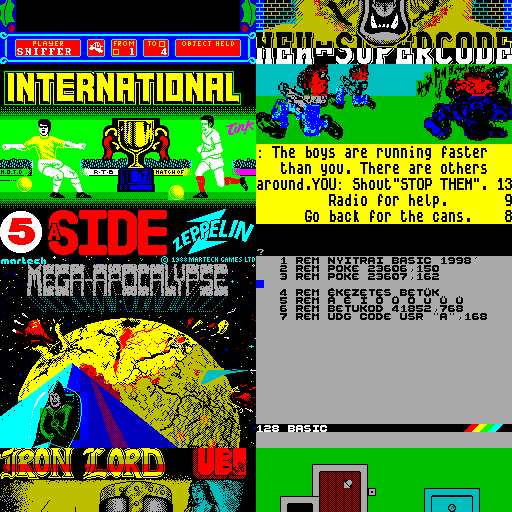 PLAYER
SNIFFER
FROM
1
TO
4
OBJECT HELD
INTERNATIONAL
M.O.T.D
R-T-B
MATCH OF
5
A
SIDE
ZEPPELIN
martech
© 1988 MARTECH GAMES LTD
MEGA-APOCALYPSE
IRON LORD
UBI
NEW-SUPERCODE
: The boys are running faster
than you. There are others
around.YOU: Shout"STOP THEM". 13
Radio for help. 9
Go back for the cans. 8
?
1 REM NYITRAI BASIC 1998
2 REM POKE 23606,150
3 REM POKE 23607,162
4 REM ÉKEZETES BETŰK
6 REM BETUKOD 41852,768
7 REM UDG CODE USR "A",168
128 BASIC